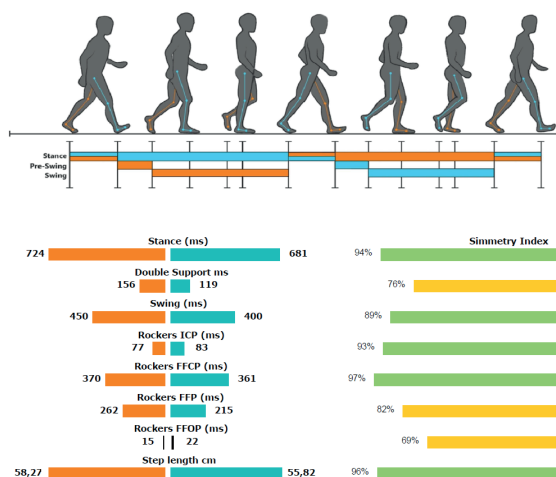 Stance
Pre-Swing
Swing
Stance (ms)
724 681
Double Support ms
156 119
Swing (ms)
450 400
Rockers ICP (ms)
77 83
Rockers FFCP (ms)
370 361
Rockers FFP (ms)
262 215
Rockers FFOP (ms)
15 22
Step length cm
58,27 55,82
Simmetry Index
94%
76%
89%
93%
97%
82%
69%
96%